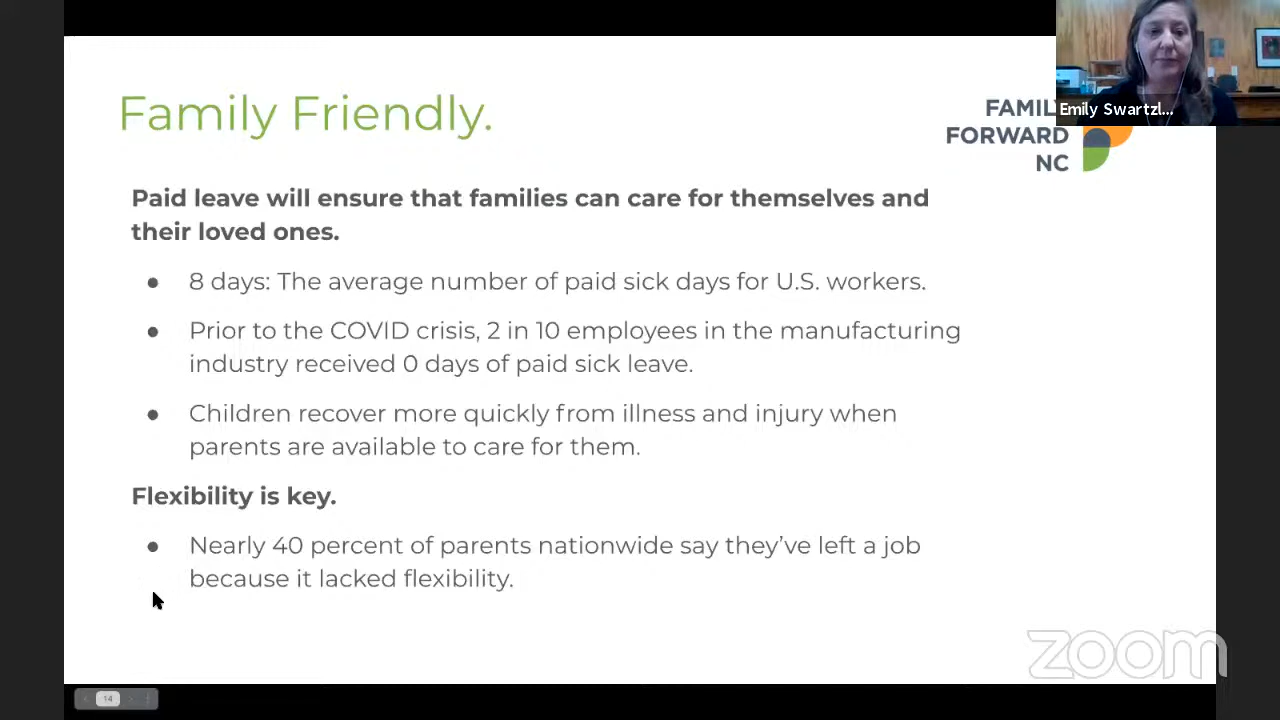 Family Friendly.
FAMILY
FORWARD
NC
Emily Swartzl...
Paid leave will ensure that families can care for themselves and
their loved ones.
● 8 days: The average number of paid sick days for U.S. workers.
● Prior to the COVID crisis, 2 in 10 employees in the manufacturing
industry received 0 days of paid sick leave.
● Children recover more quickly from illness and injury when
parents are available to care for them.
Flexibility is key.
● Nearly 40 percent of parents nationwide say they’ve left a job
because it lacked flexibility.
zoom
14